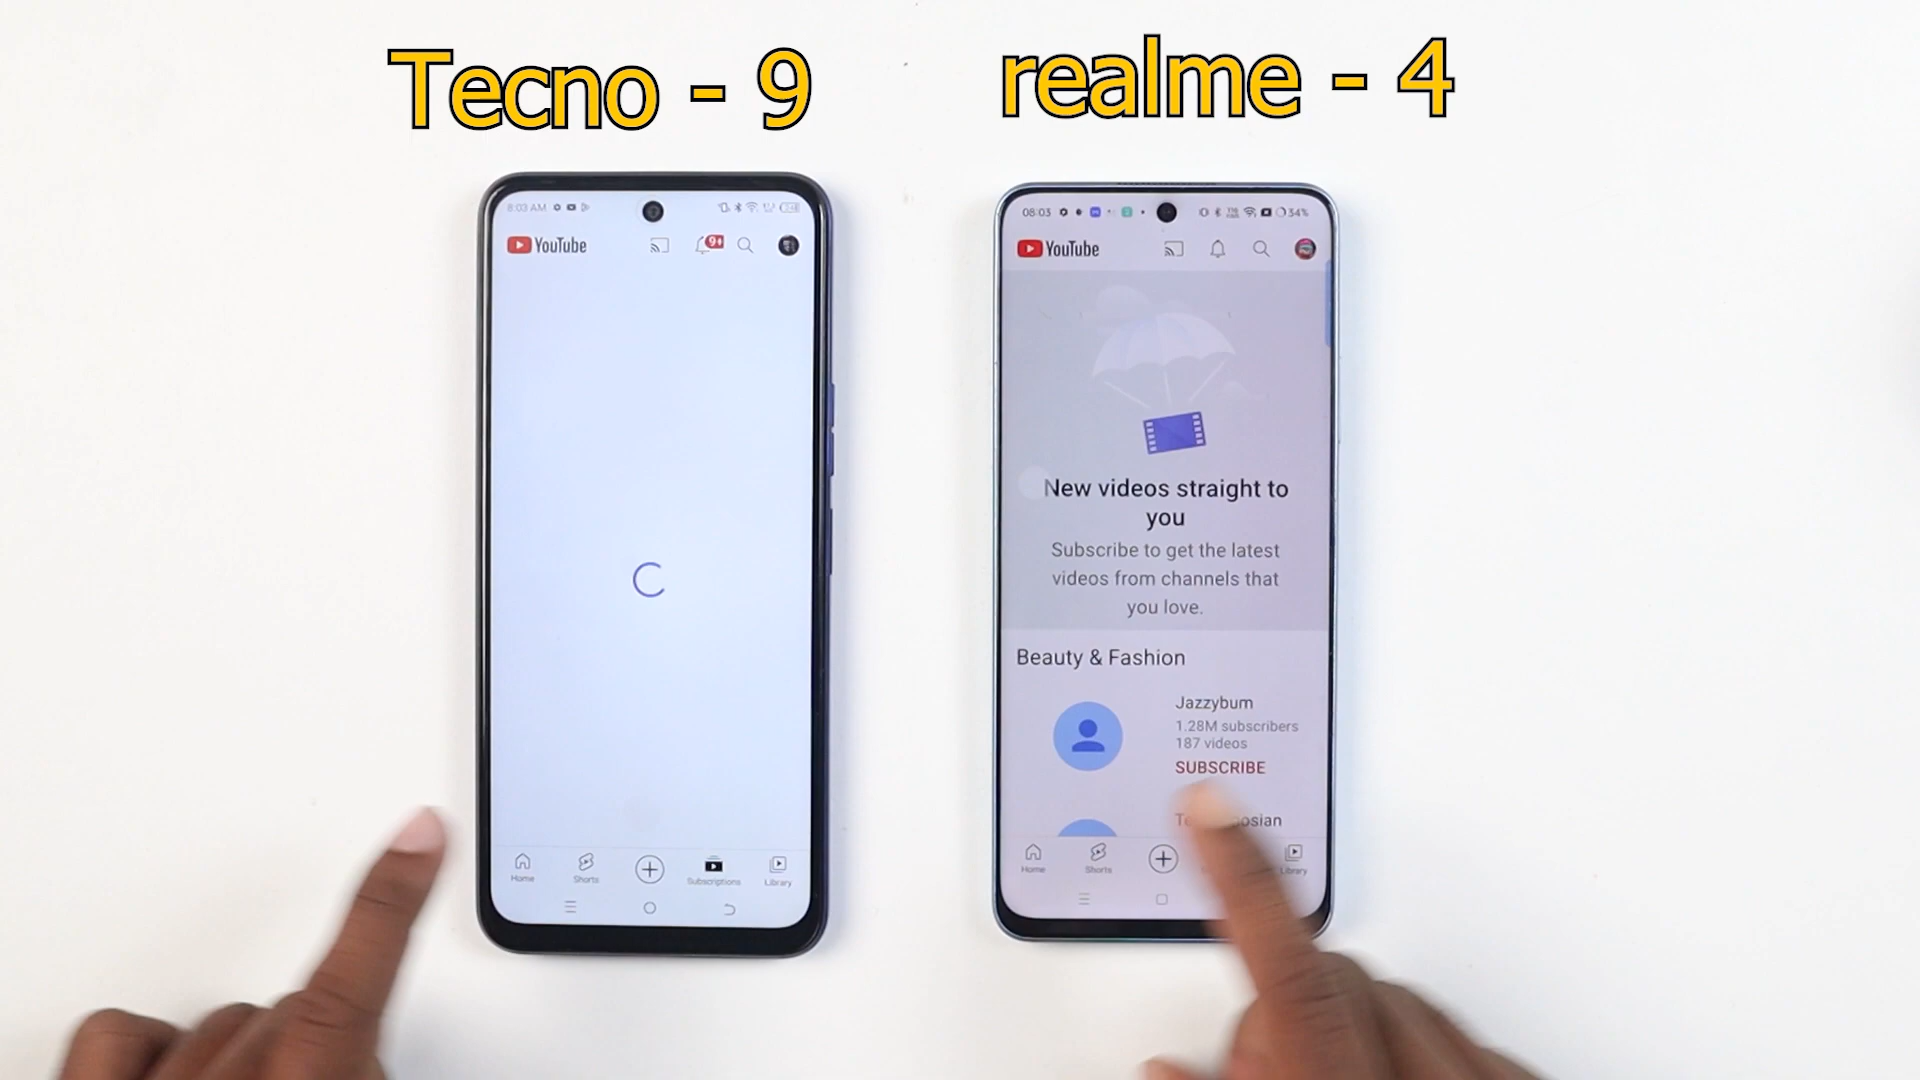 Tecno - 9
realme - 4
8:03 AM
YouTube
9+
Home
Shorts
Subscriptions
Library
08:03
34%
YouTube
New videos straight to
you
Subscribe to get the latest
videos from channels that
you love.
Beauty & Fashion
Jazzybum
1.28M subscribers
187 videos
SUBSCRIBE
Home
Shorts
Library